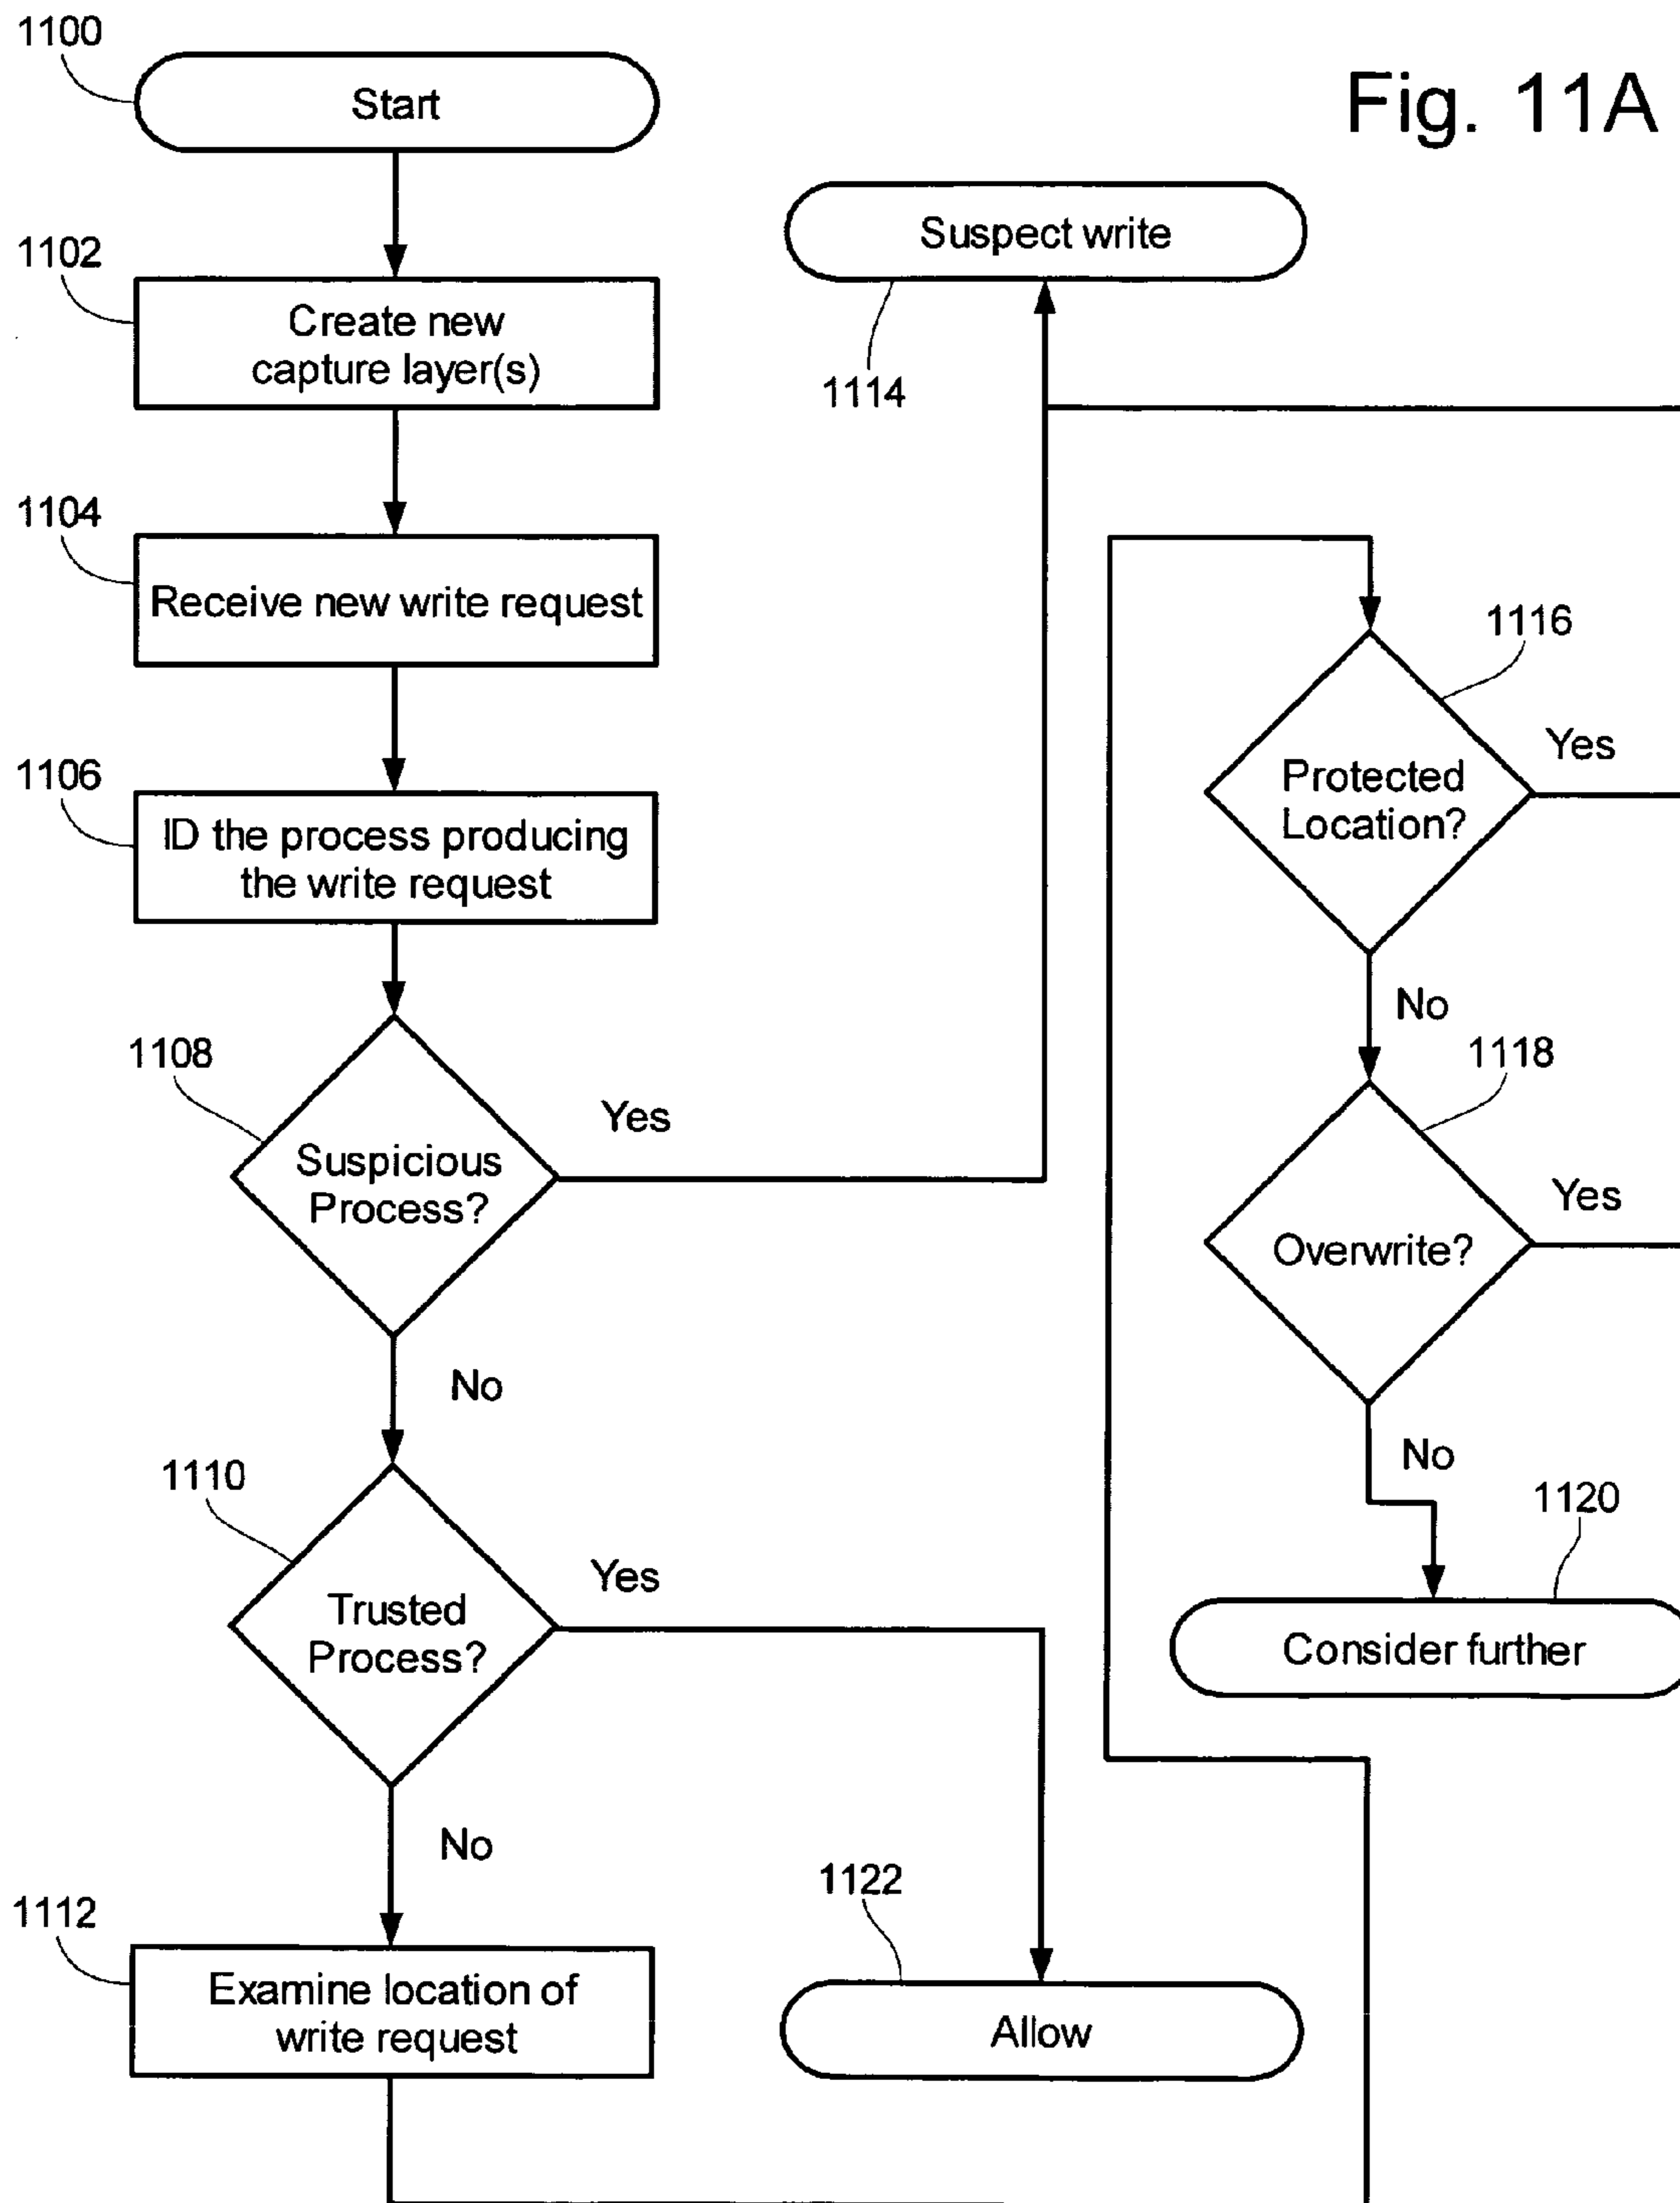 Fig. 11A
1100
Start
1102
Create new
capture layer(s)
1104
Receive new write request
1106
ID the process producing
the write request
1108
Suspicious
Process?
Yes
No
1110
Trusted
Process?
Yes
No
1112
Examine location of
write request
Suspect write
1114
1116
Protected
Location?
Yes
No
1118
Overwrite?
Yes
No
1120
Consider further
1122
Allow